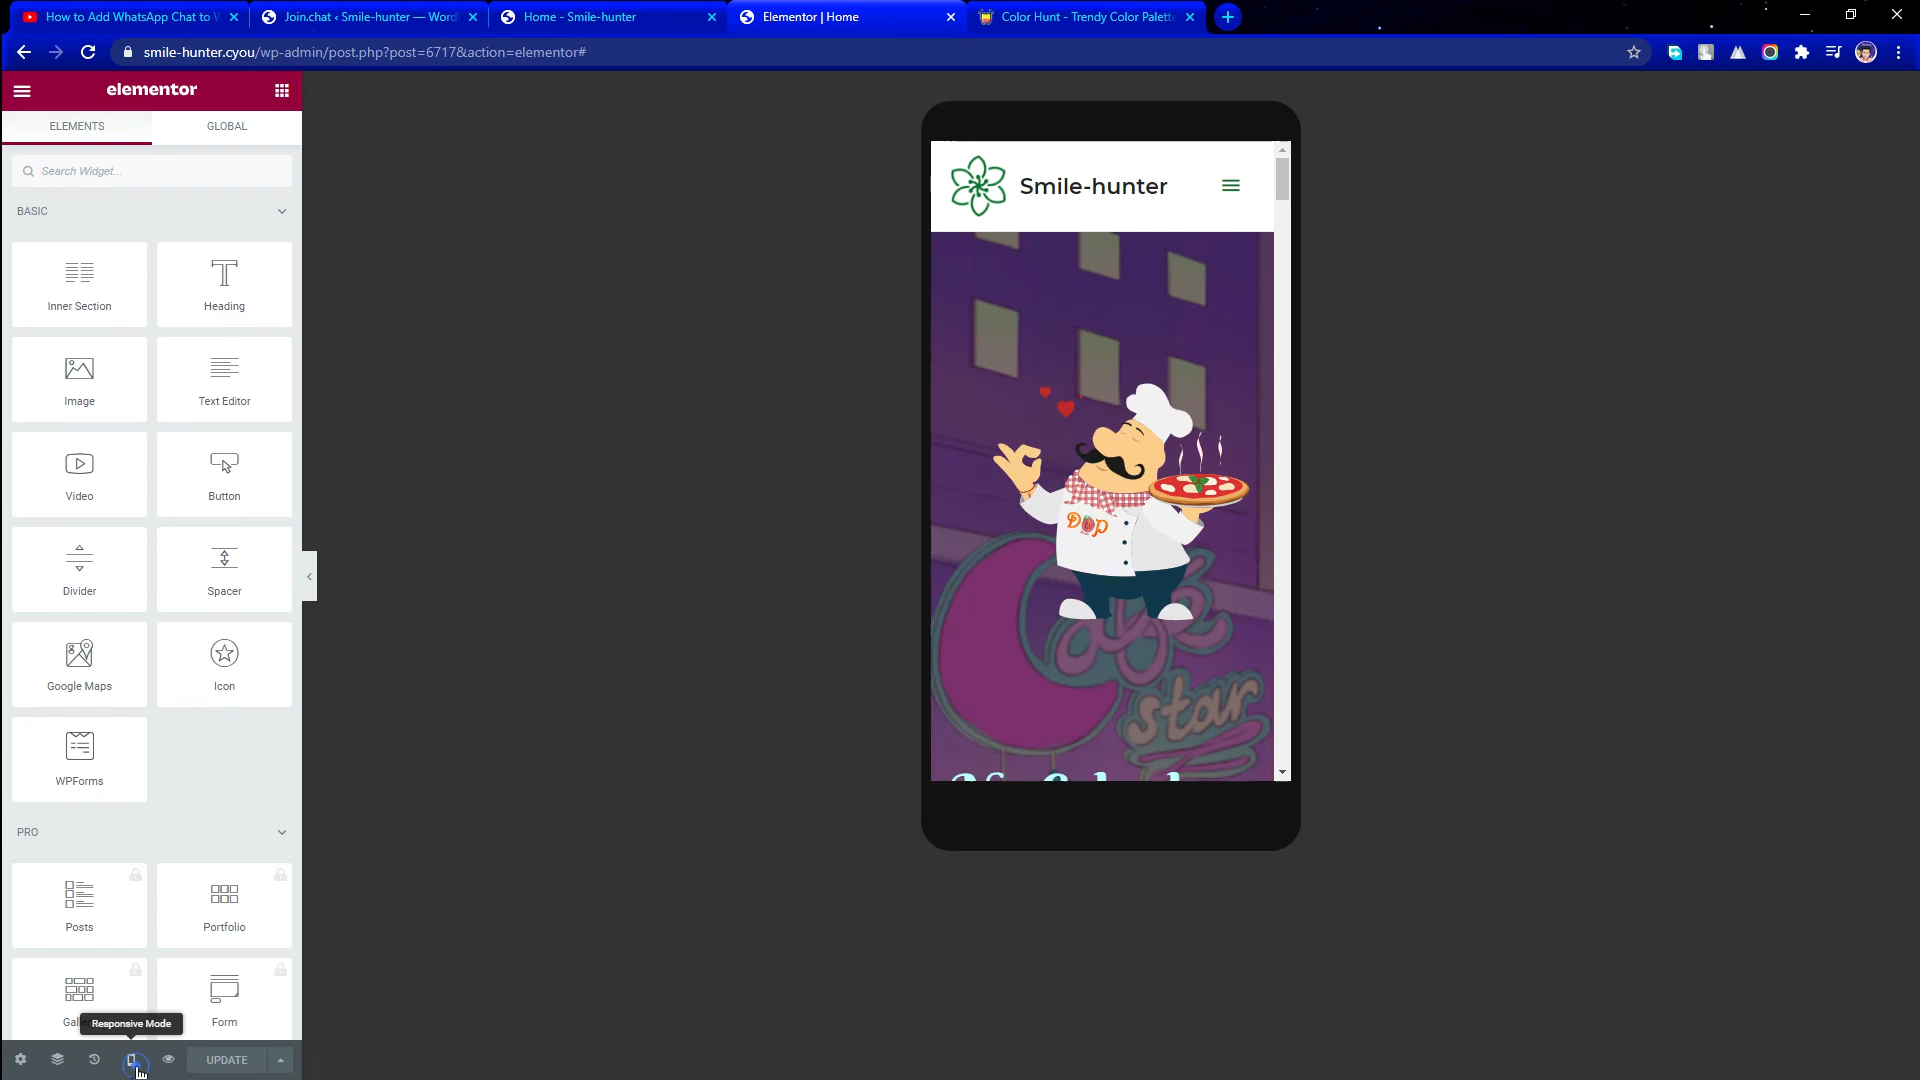 How to Add WhatsApp Chat to W
Join.chat ‹ Smile-hunter — Word
Home - Smile-hunter
Elementor | Home
Color Hunt - Trendy Color Palett
smile-hunter.cyou/wp-admin/post.php?post=6717&action=elementor#
elementor
ELEMENTS
GLOBAL
Search Widget...
BASIC
Inner Section
Heading
Image
Text Editor
Video
Button
Divider
Spacer
Google Maps
Icon
WPForms
PRO
Posts
Portfolio
Form
Responsive Mode
UPDATE
Smile-hunter
Dop
Café
star